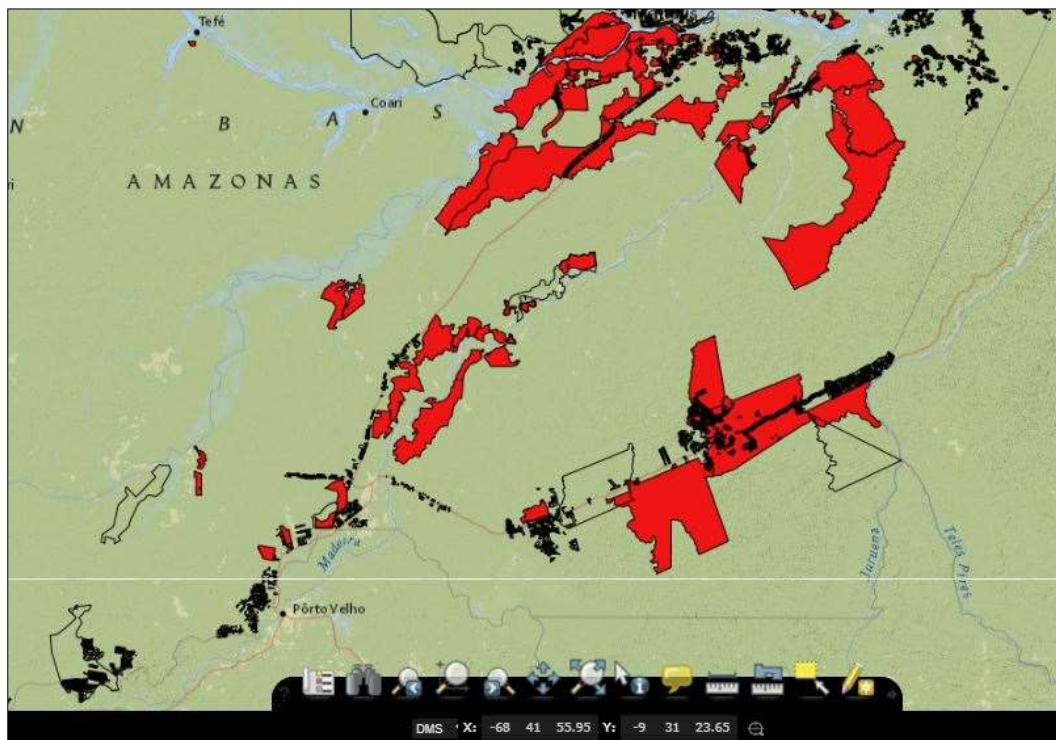 Tefé
Coari
N B A S
AMAZONAS
Madeira
Juruena
Teles Pires
Pôrto Velho
DMS X: -68 41 55.95 Y: -9 31 23.65